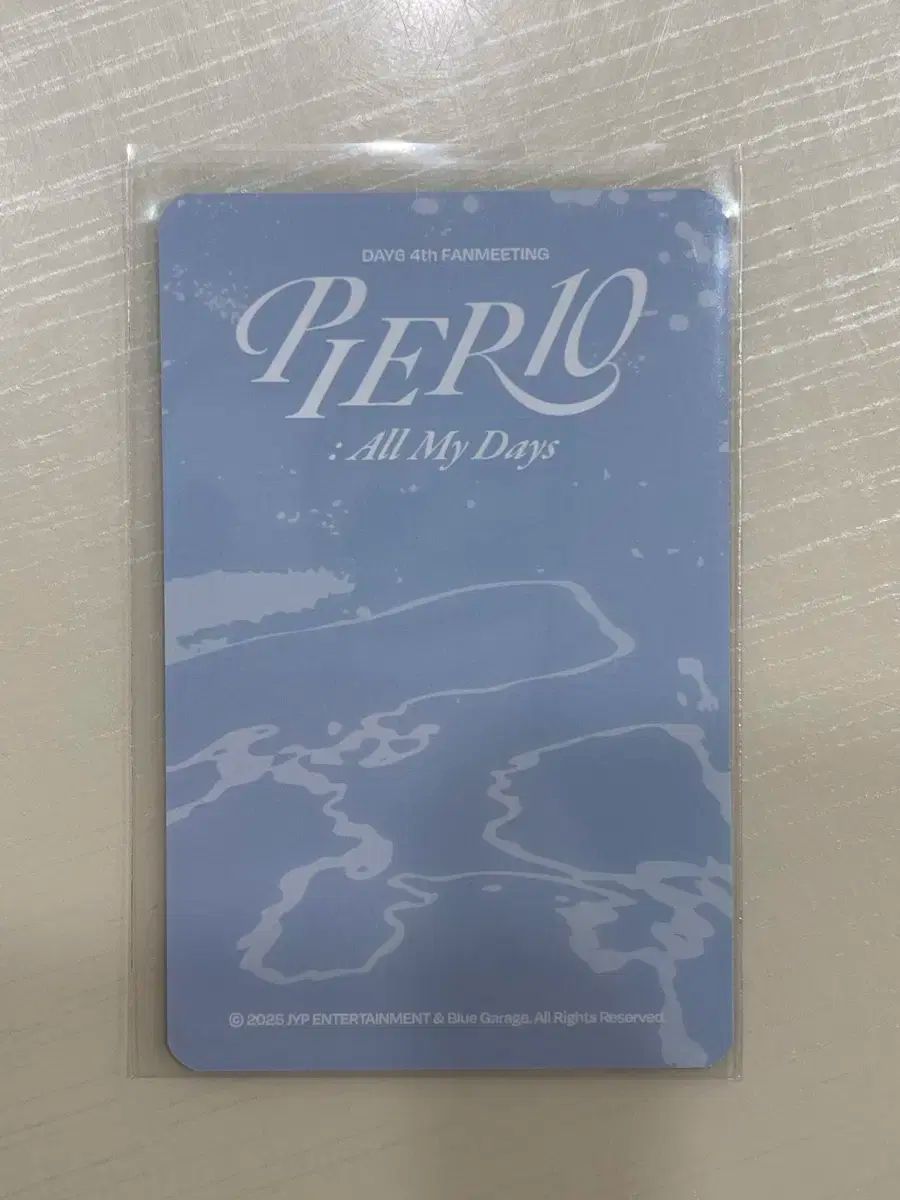 DAY6 4th FANMEETING
PIER10
: All My Days
© 2025 JYP ENTERTAINMENT & Blue Garage. All Rights Reserved.